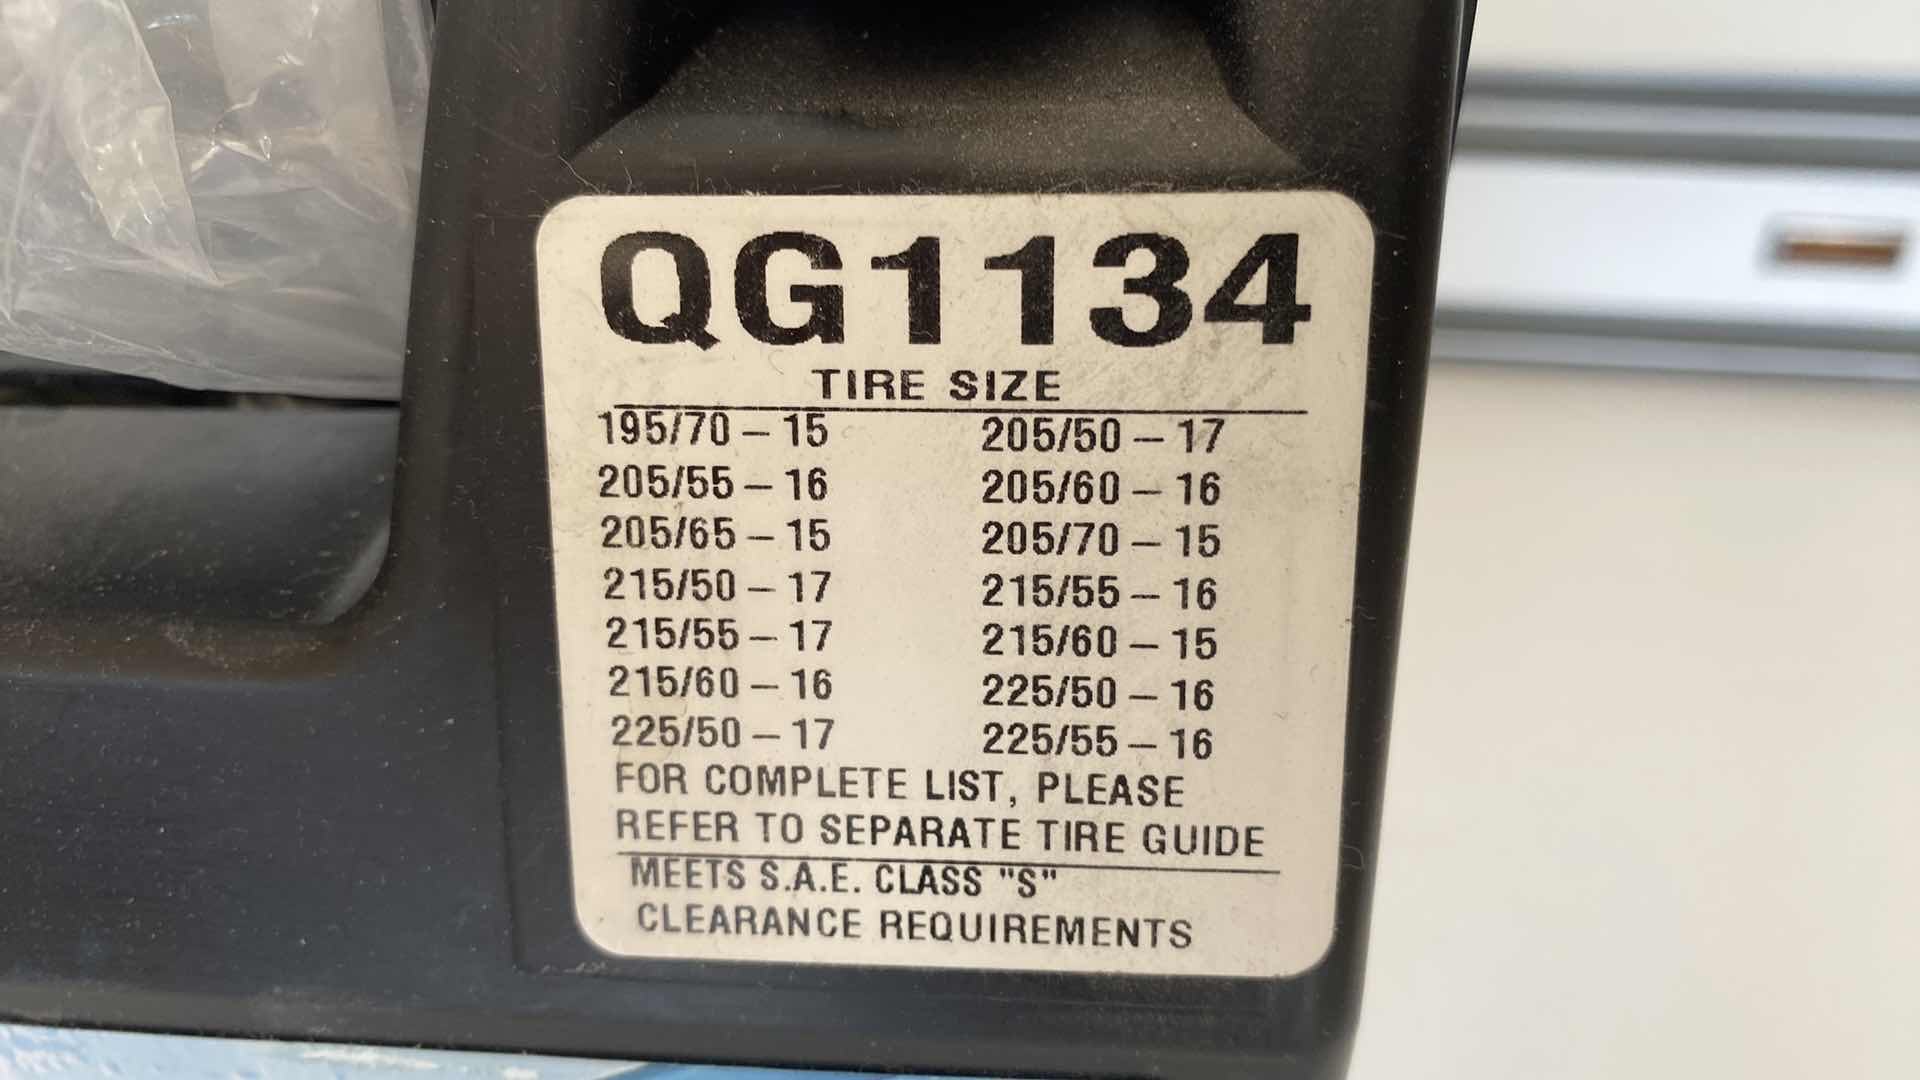 QG1134
TIRE SIZE
195/70 – 15 205/50 – 17
205/55 – 16 205/60 – 16
205/65 – 15 205/70 – 15
215/50 – 17 215/55 – 16
215/55 – 17 215/60 – 15
215/60 – 16 225/50 – 16
225/50 – 17 225/55 – 16
FOR COMPLETE LIST, PLEASE
REFER TO SEPARATE TIRE GUIDE
MEETS S.A.E. CLASS "S"
CLEARANCE REQUIREMENTS